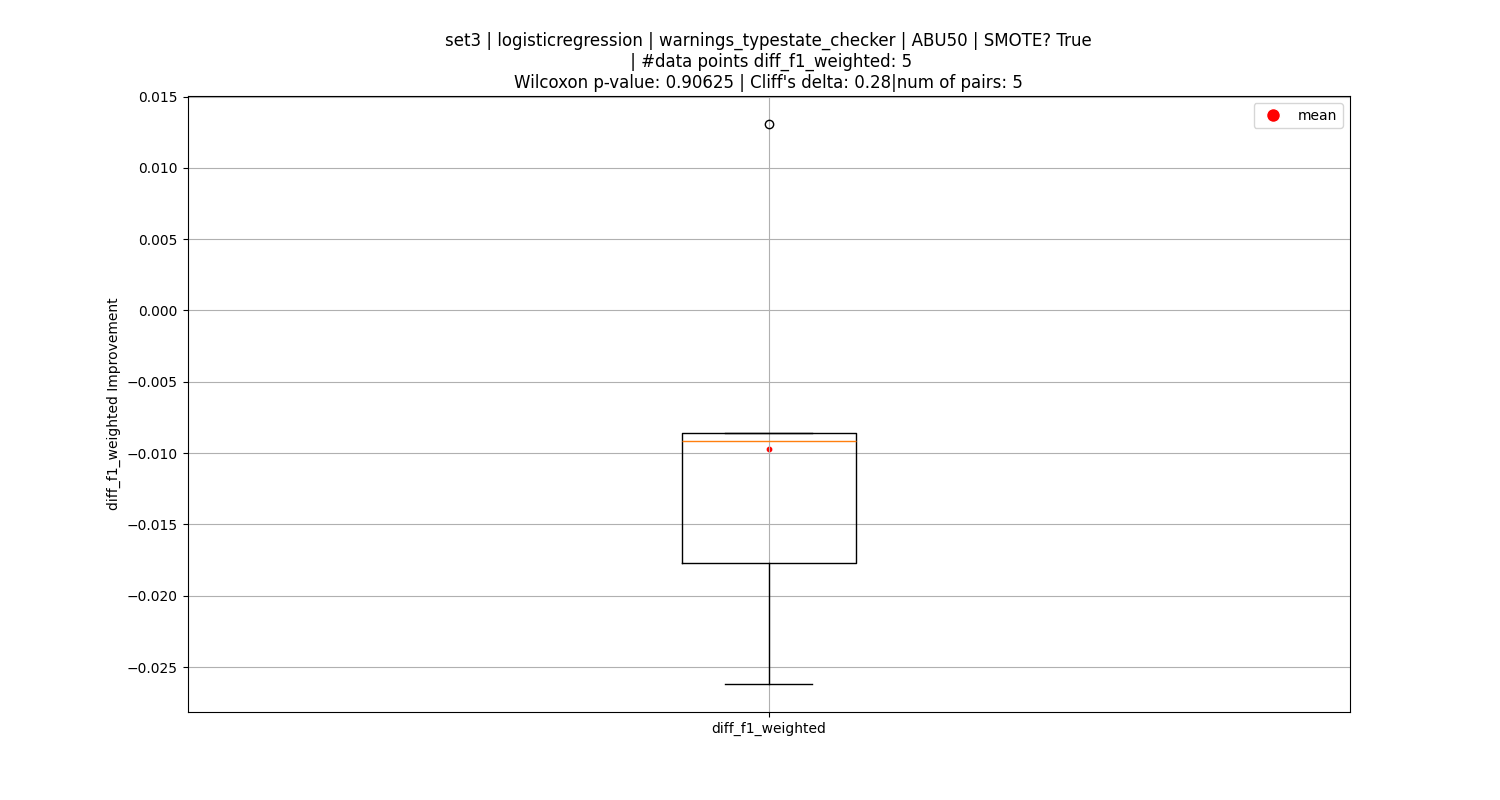 set3 | logisticregression | warnings_typestate_checker | ABU50 | SMOTE? True
| #data points diff_f1_weighted: 5
Wilcoxon p-value: 0.90625 | Cliff's delta: 0.28|num of pairs: 5
mean
0.015
0.010
0.005
0.000
−0.005
−0.010
−0.015
−0.020
−0.025
diff_f1_weighted Improvement
diff_f1_weighted